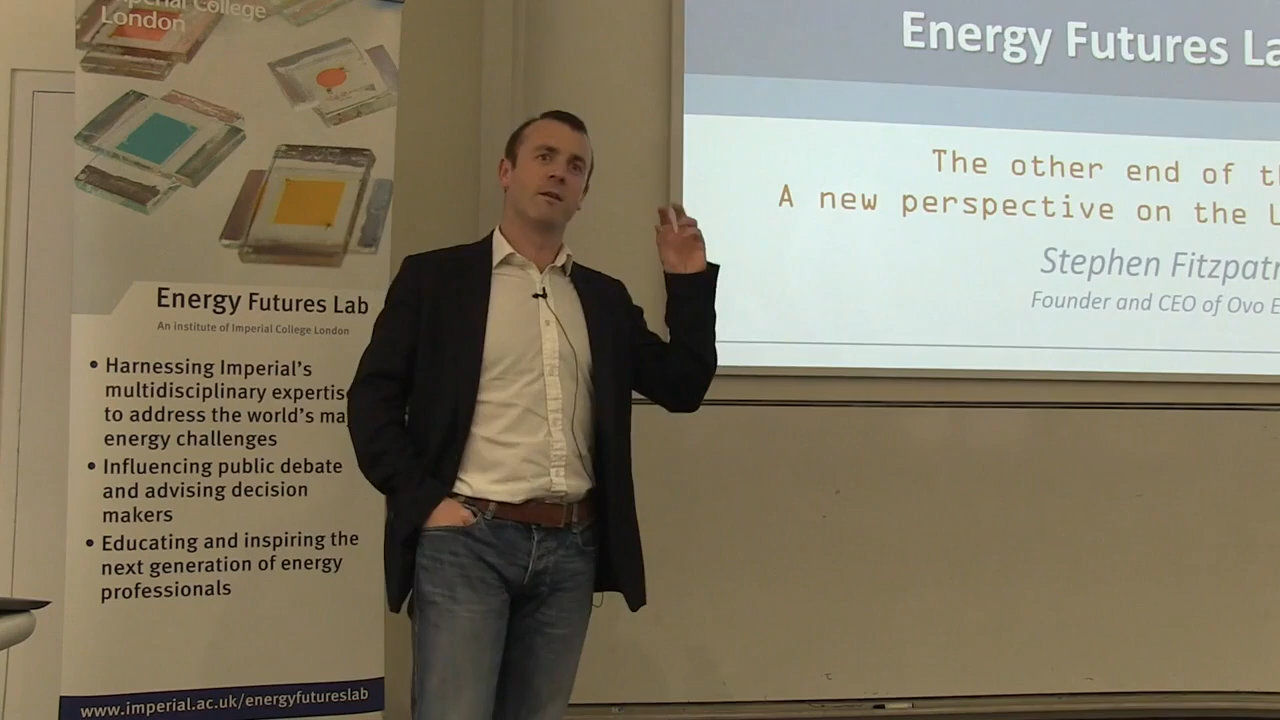 Imperial College
London
Energy Futures Lab
An institute of Imperial College London
• Harnessing Imperial's
multidisciplinary expertise
to address the world's ma
energy challenges
• Influencing public debate
and advising decision
makers
• Educating and inspiring the
next generation of energy
professionals
www.imperial.ac.uk/energyfutureslab
Energy Futures La
The other end of th
A new perspective on the
Stephen Fitzpatr
Founder and CEO of Ovo E